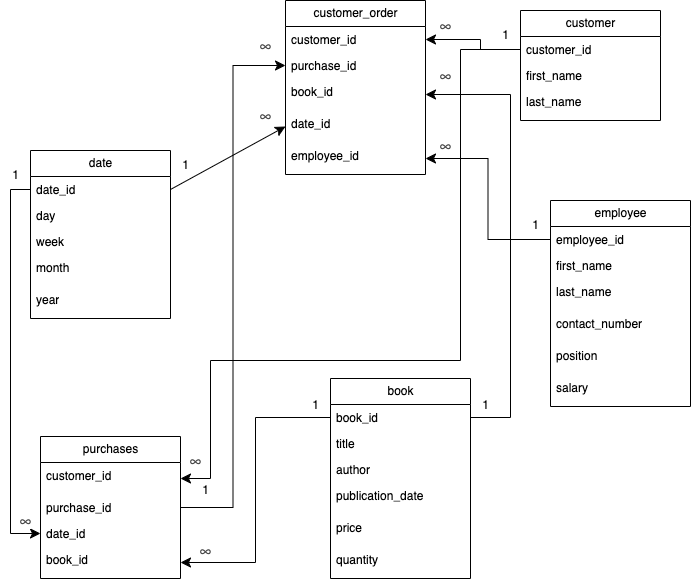 customer_order
customer_id
purchase_id
book_id
date_id
employee_id
∞
∞
∞
∞
∞
customer
customer_id
first_name
last_name
1
date
date_id
day
week
month
year
1
1
employee
employee_id
first_name
last_name
contact_number
position
salary
1
book
book_id
title
author
publication_date
price
quantity
1
1
purchases
customer_id
purchase_id
date_id
book_id
∞
1
∞
∞